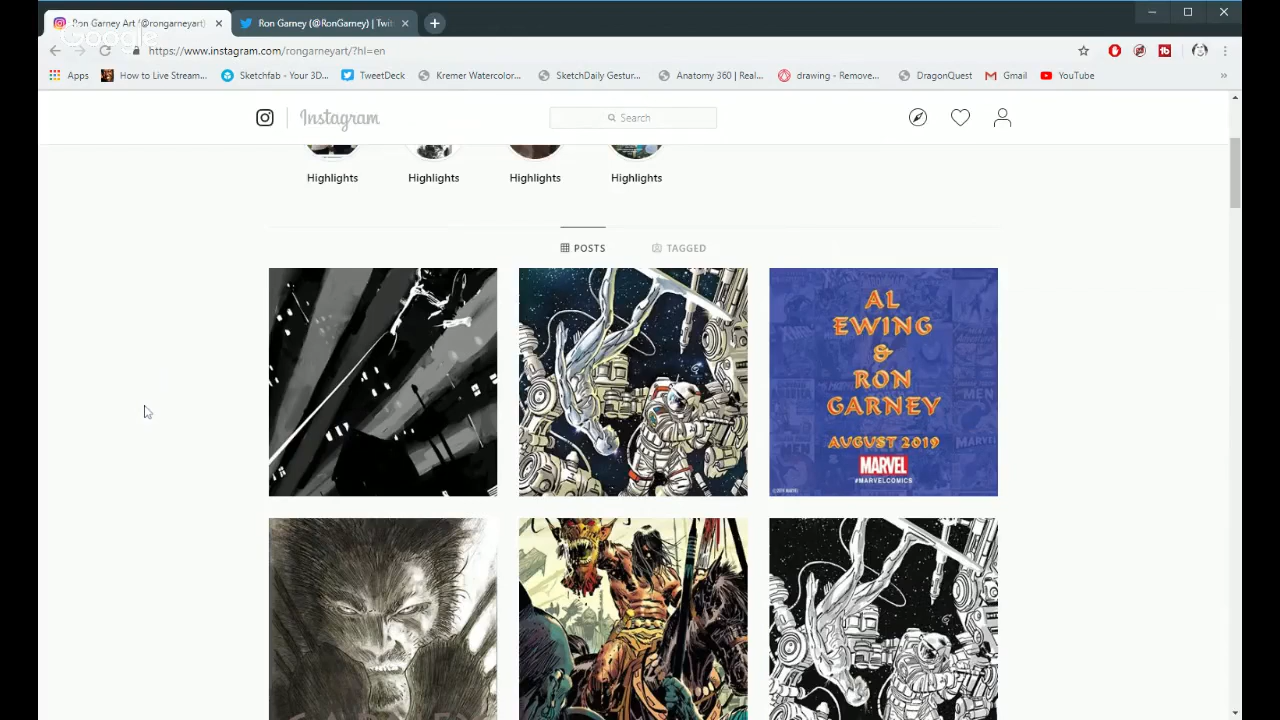 Ron Garney Art (@rongarneyart)
Ron Garney (@RonGarney) | Twit
Google
https://www.instagram.com/rongarneyart/?hl=en
Apps
How to Live Stream...
Sketchfab - Your 3D...
TweetDeck
Kremer Watercolor...
SketchDaily Gestur...
Anatomy 360 | Real...
drawing - Remove...
DragonQuest
Gmail
YouTube
Instagram
Search
Highlights
Highlights
Highlights
Highlights
POSTS
TAGGED
AL
EWING
&
RON
GARNEY
AUGUST 2019
MARVEL
#MARVELCOMICS